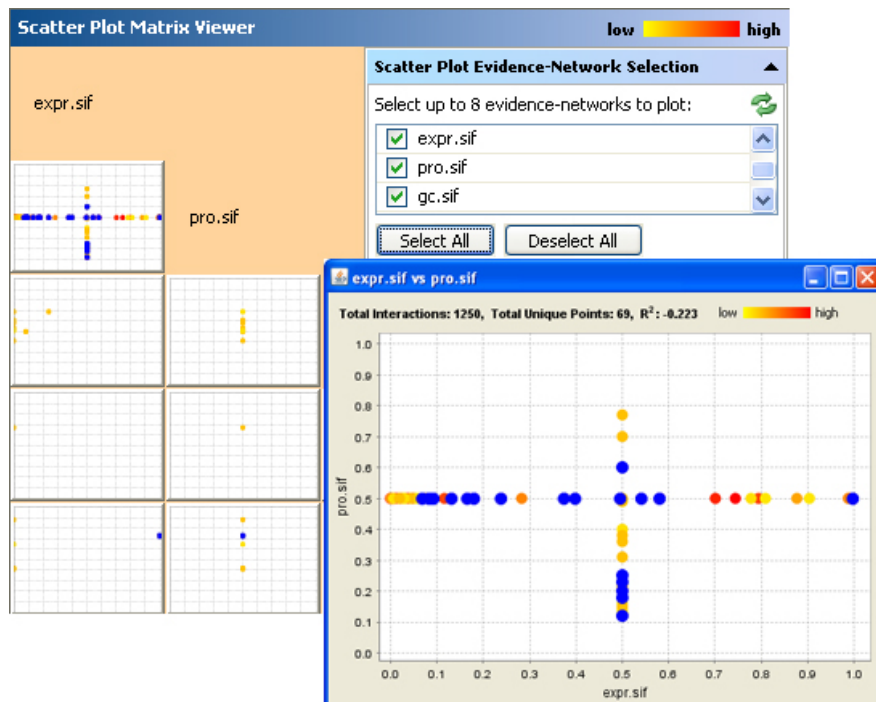 Scatter Plot Matrix Viewer
low high
Scatter Plot Evidence-Network Selection
expr.sif
Select up to 8 evidence-networks to plot:
expr.sif
pro.sif
gc.sif
pro.sif
Select All Deselect All
expr.sif vs pro.sif
Total Interactions: 1250, Total Unique Points: 69, R²: -0.223 low high
1.0
0.9
0.8
0.7
0.6
0.5
0.4
0.3
0.2
0.1
0.0
pro.sif
0.0 0.1 0.2 0.3 0.4 0.5 0.6 0.7 0.8 0.9 1.0
expr.sif